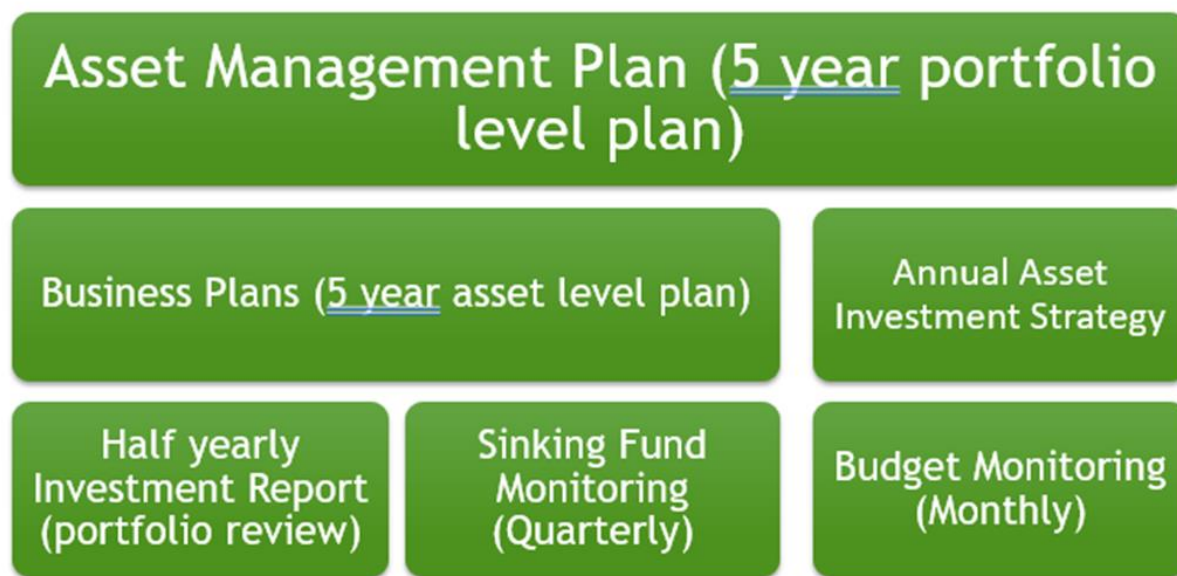 Asset Management Plan (5 year portfolio
level plan)
Business Plans (5 year asset level plan)
Annual Asset
Investment Strategy
Half yearly
Investment Report
(portfolio review)
Sinking Fund
Monitoring
(Quarterly)
Budget Monitoring
(Monthly)